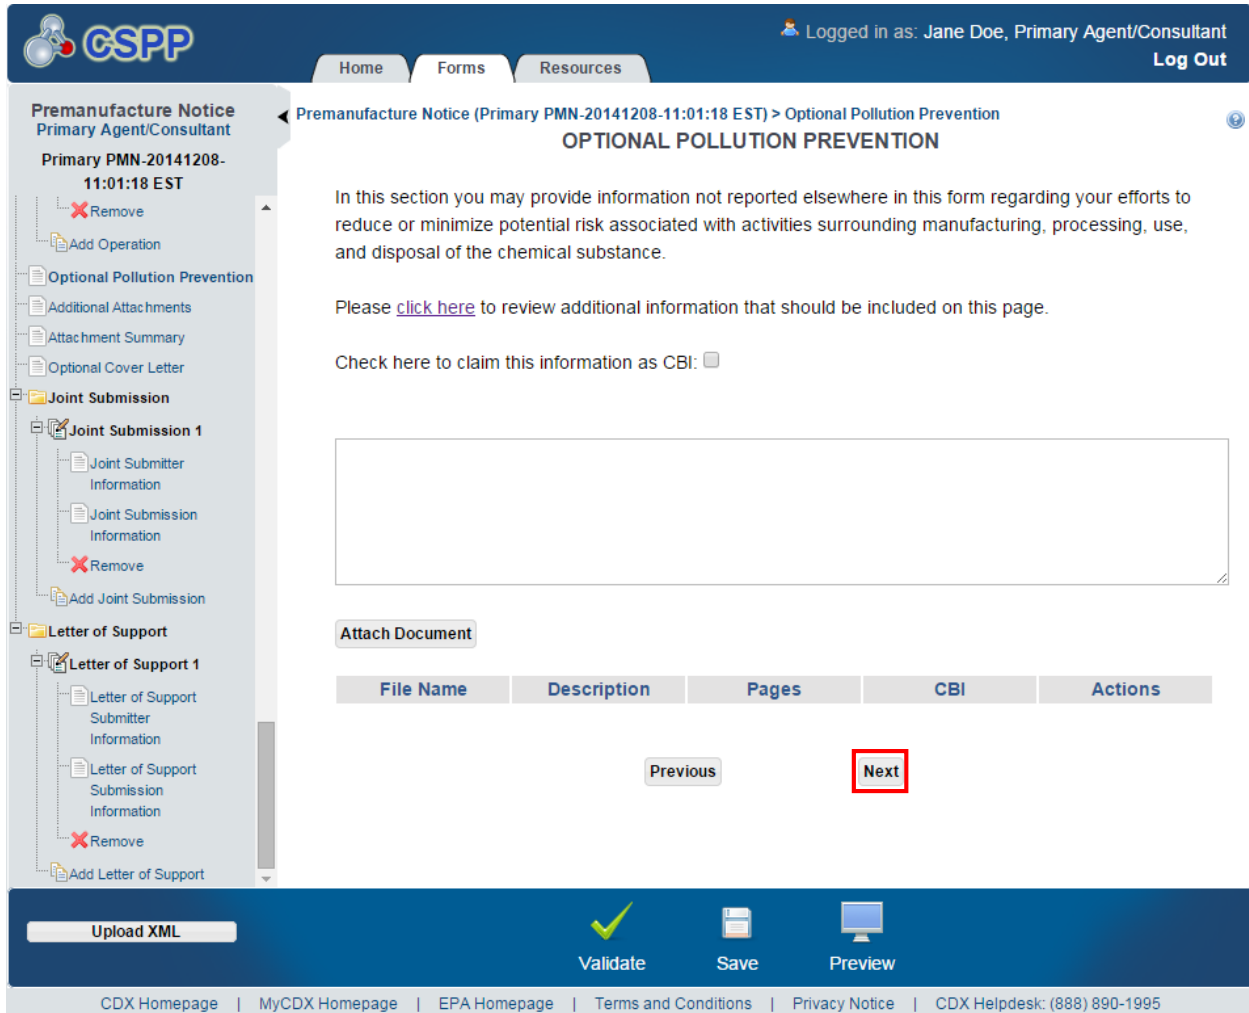 CSPP
Logged in as: Jane Doe, Primary Agent/Consultant
Log Out
Home
Forms
Resources
Premanufacture Notice
Primary Agent/Consultant
Primary PMN-20141208-
11:01:18 EST
Remove
Add Operation
Optional Pollution Prevention
Additional Attachments
Attachment Summary
Optional Cover Letter
Joint Submission
Joint Submission 1
Joint Submitter
Information
Joint Submission
Information
Remove
Add Joint Submission
Letter of Support
Letter of Support 1
Letter of Support
Submitter
Information
Letter of Support
Submission
Information
Remove
Add Letter of Support
Premanufacture Notice (Primary PMN-20141208-11:01:18 EST) > Optional Pollution Prevention
OPTIONAL POLLUTION PREVENTION
In this section you may provide information not reported elsewhere in this form regarding your efforts to
reduce or minimize potential risk associated with activities surrounding manufacturing, processing, use,
and disposal of the chemical substance.
Please click here to review additional information that should be included on this page.
Check here to claim this information as CBI:
Attach Document
File Name Description Pages CBI Actions
Previous
Next
Upload XML
Validate
Save
Preview
CDX Homepage | MyCDX Homepage | EPA Homepage | Terms and Conditions | Privacy Notice | CDX Helpdesk: (888) 890-1995